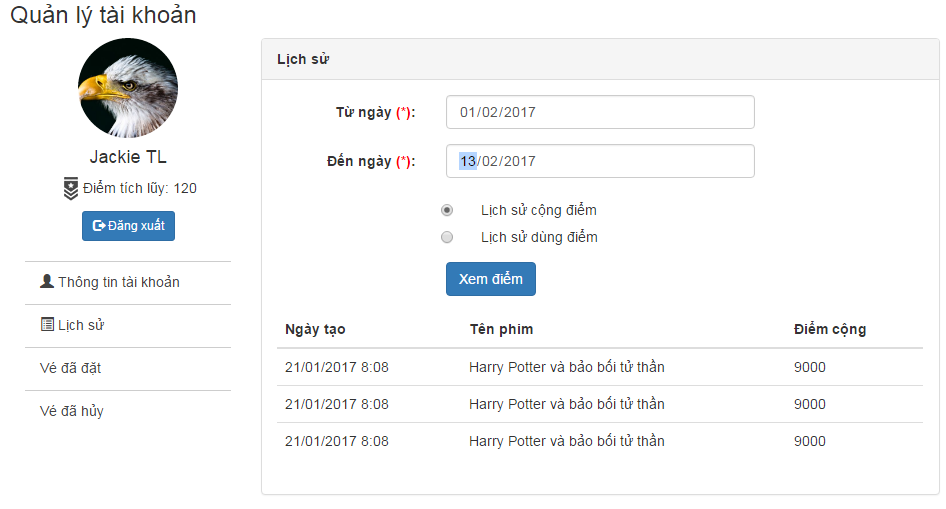 Quản lý tài khoản
Jackie TL
Điểm tích lũy: 120
Đăng xuất
Thông tin tài khoản
Lịch sử
Vé đã đặt
Vé đã hủy
Lịch sử
Từ ngày (*): 01/02/2017
Đến ngày (*): 13/02/2017
Lịch sử cộng điểm
Lịch sử dùng điểm
Xem điểm
Ngày tạo Tên phim Điểm cộng
21/01/2017 8:08 Harry Potter và bảo bối tử thần 9000
21/01/2017 8:08 Harry Potter và bảo bối tử thần 9000
21/01/2017 8:08 Harry Potter và bảo bối tử thần 9000